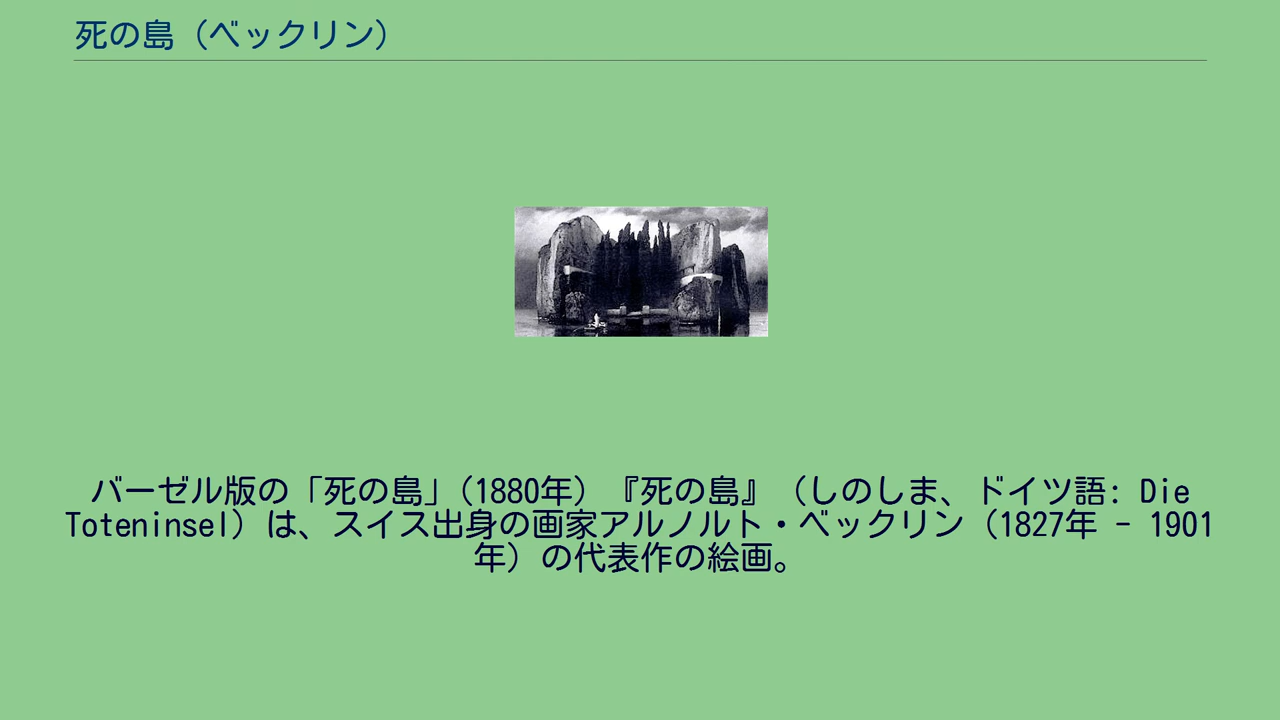 死の島（ベックリン）
バーゼル版の「死の島」(1880年）『死の島』（しのしま、ドイツ語: Die
Toteninsel）は、スイス出身の画家アルノルト・ベックリン（1827年 - 1901
年）の代表作の絵画。